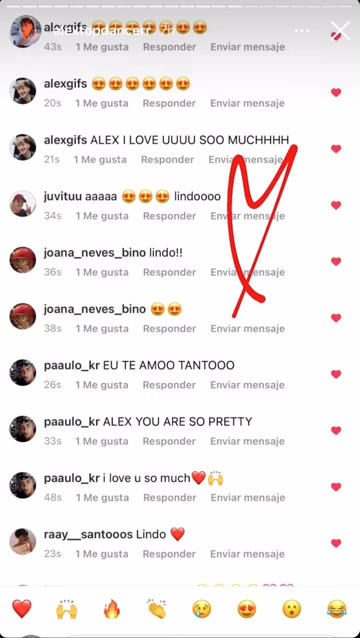 alexgifs 😍😍😍😍😍😍
43s 1 Me gusta Responder Enviar mensaje
alexgifs 😍😍😍😍😍😍
20s 1 Me gusta Responder Enviar mensaje
alexgifs ALEX I LOVE UUUU SOO MUCHHHH
21s 1 Me gusta Responder Enviar mensaje
juvituu aaaaa 😍😍😍 lindoooo
34s 1 Me gusta Responder Enviar mensaje
joana_neves_bino lindo!!
36s 1 Me gusta Responder Enviar mensaje
joana_neves_bino 😍😍
38s 1 Me gusta Responder Enviar mensaje
paaulo_kr EU TE AMOO TANTOOO
26s 1 Me gusta Responder Enviar mensaje
paaulo_kr ALEX YOU ARE SO PRETTY
33s 1 Me gusta Responder Enviar mensaje
paaulo_kr i love u so much❤️🙌
48s 1 Me gusta Responder Enviar mensaje
raay__santooos Lindo ❤️
23s 1 Me gusta Responder Enviar mensaje